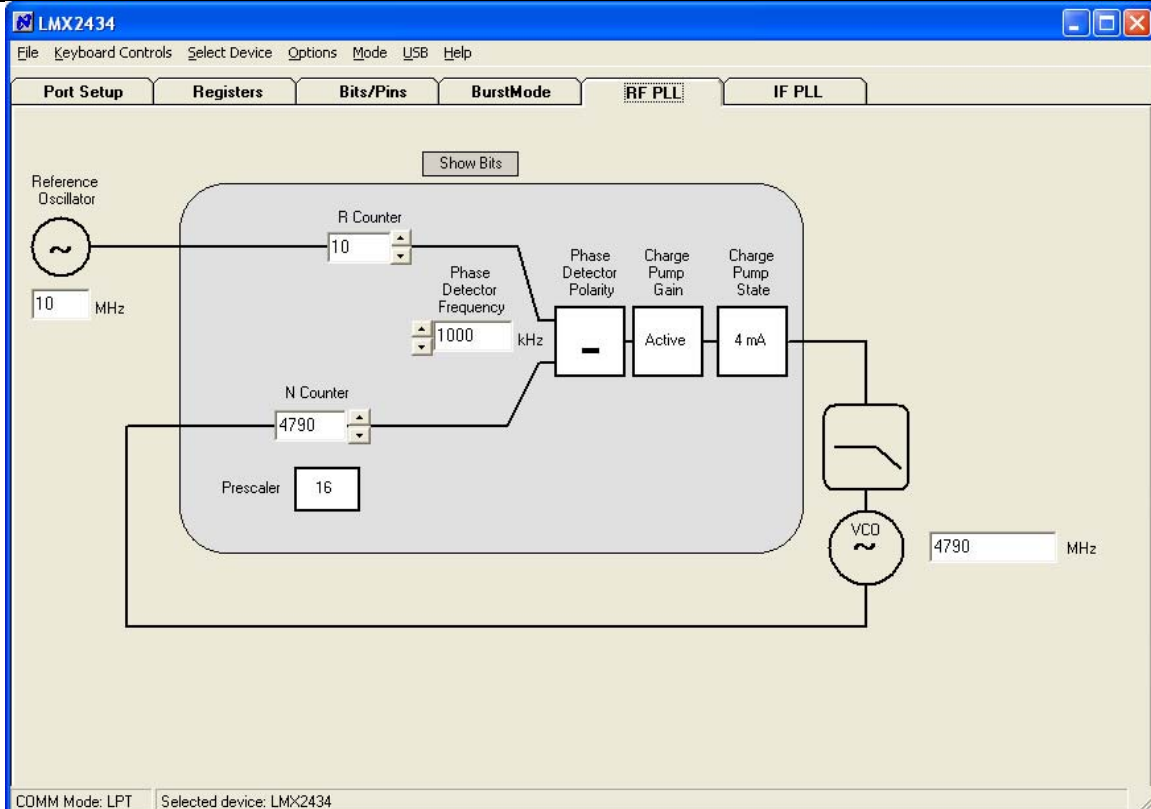 LMX2434
File Keyboard Controls Select Device Options Mode USB Help
Port Setup Registers Bits/Pins BurstMode RF PLL IF PLL
Show Bits
Reference
Oscillator
10 MHz
R Counter
10
Phase
Detector
Frequency
1000 kHz
Phase
Detector
Polarity
-
Charge
Pump
Gain
Active
Charge
Pump
State
4 mA
N Counter
4790
Prescaler 16
VCO
4790 MHz
COMM Mode: LPT Selected device: LMX2434